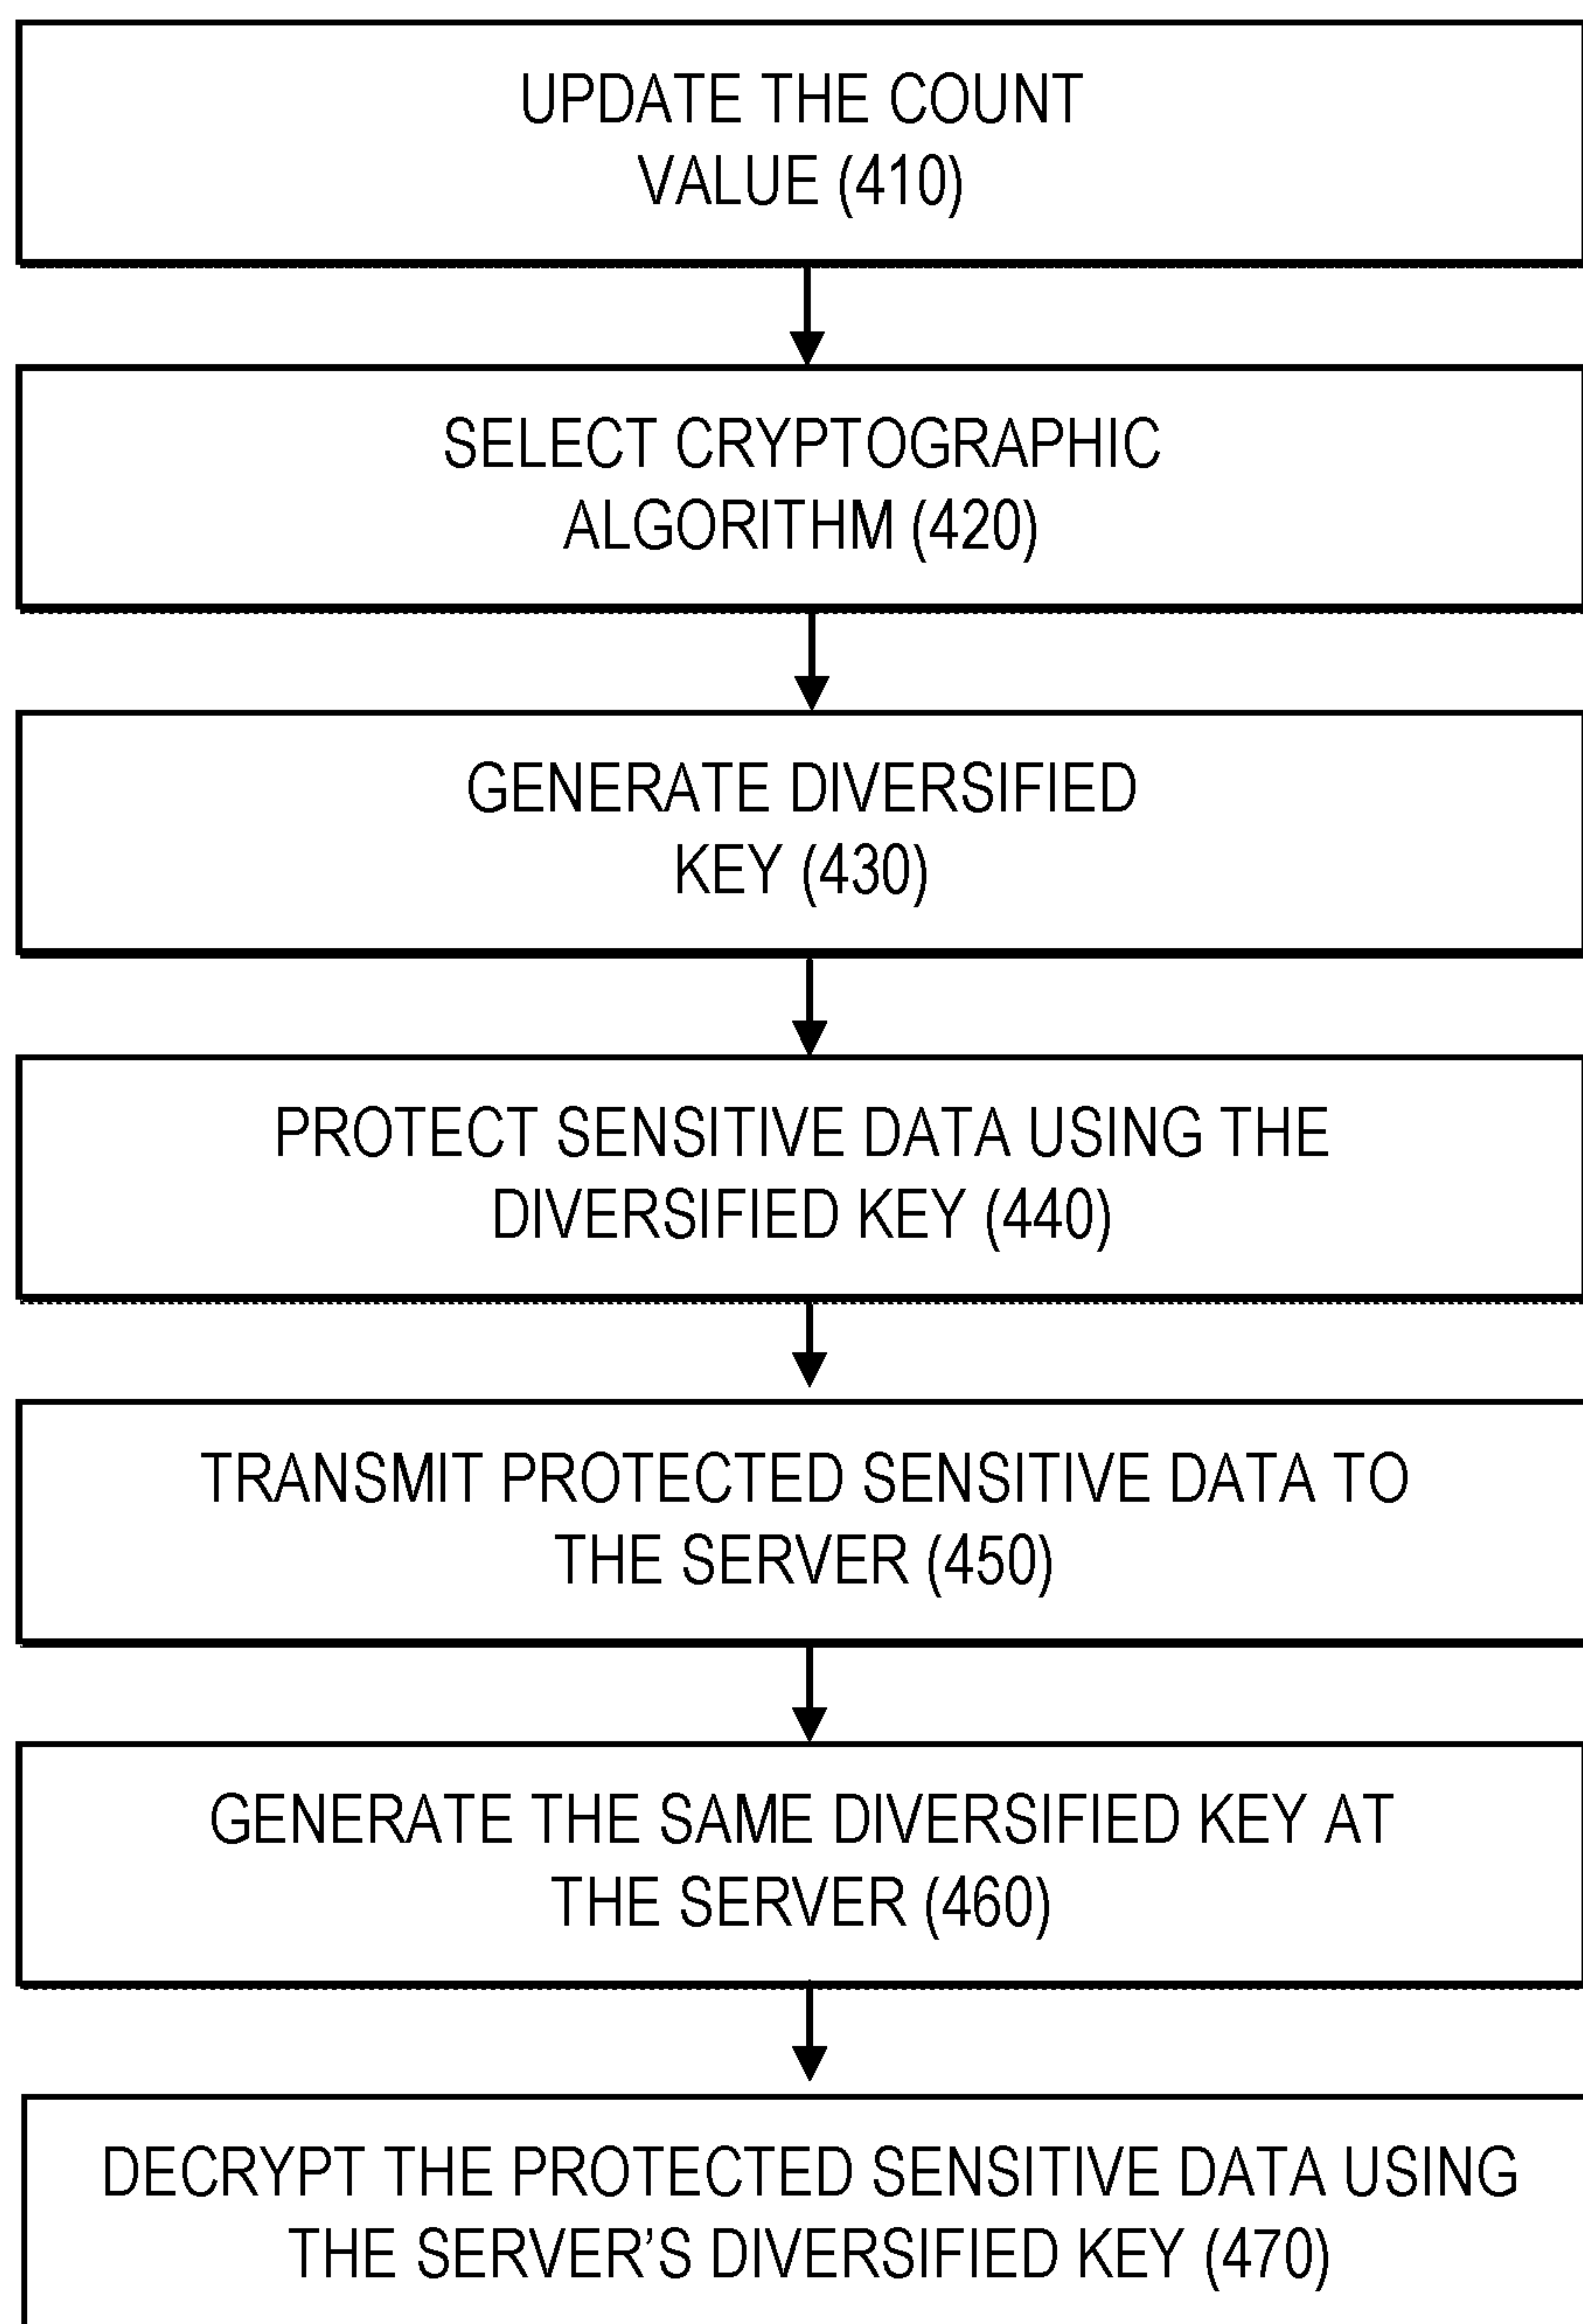 UPDATE THE COUNT
VALUE (410)
SELECT CRYPTOGRAPHIC
ALGORITHM (420)
GENERATE DIVERSIFIED
KEY (430)
PROTECT SENSITIVE DATA USING THE
DIVERSIFIED KEY (440)
TRANSMIT PROTECTED SENSITIVE DATA TO
THE SERVER (450)
GENERATE THE SAME DIVERSIFIED KEY AT
THE SERVER (460)
DECRYPT THE PROTECTED SENSITIVE DATA USING
THE SERVER’S DIVERSIFIED KEY (470)